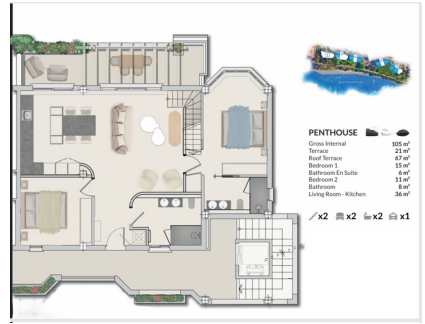 PENTHOUSE
Gross Internal 105 m²
Terrace 21 m²
Roof Terrace 67 m²
Bedroom 1 15 m²
Bathroom En Suite 6 m²
Bedroom 2 11 m²
Bathroom 8 m²
Living Room - Kitchen 36 m²
x2 x2 x2 x1